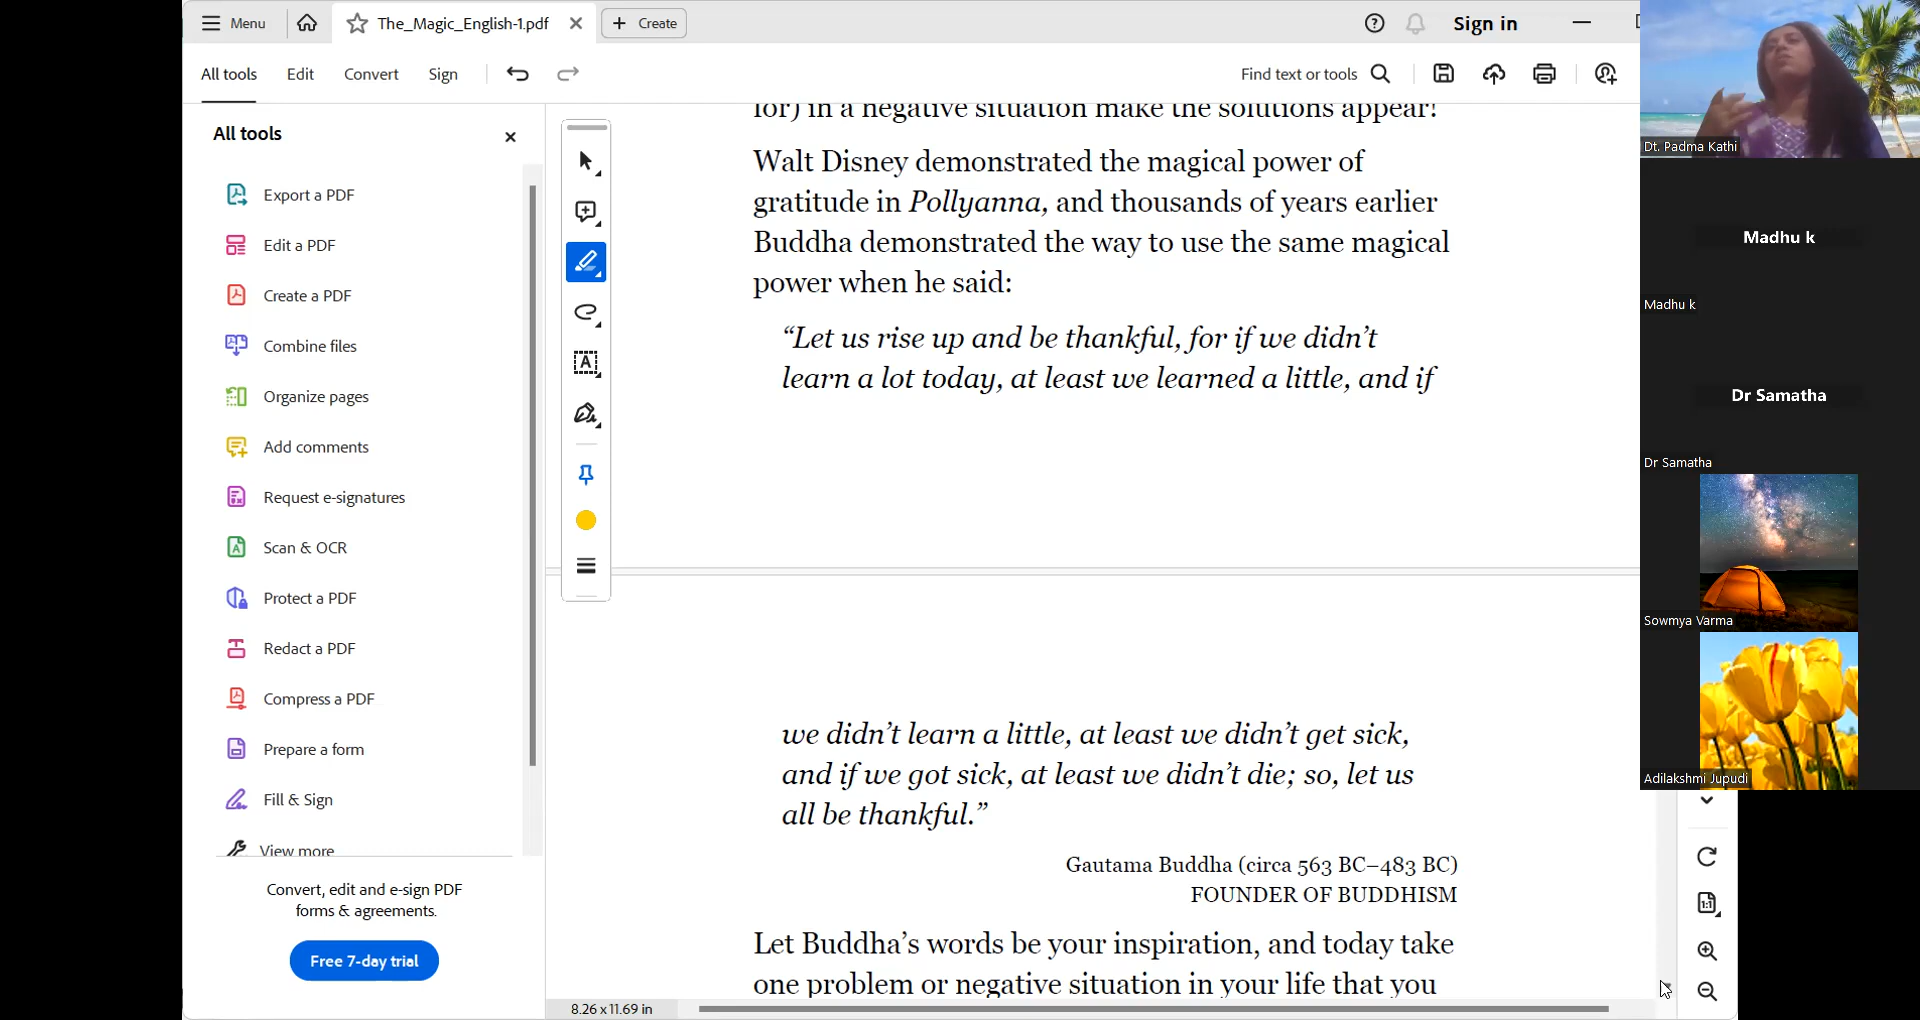 Menu
The_Magic_English-1.pdf
Create
Sign in
All tools
Edit
Convert
Sign
Find text or tools
All tools
Export a PDF
Edit a PDF
Create a PDF
Combine files
Organize pages
Add comments
Request e-signatures
Scan & OCR
Protect a PDF
Redact a PDF
Compress a PDF
Prepare a form
Fill & Sign
View more
Convert, edit and e-sign PDF
forms & agreements.
Free 7-day trial
for) in a negative situation make the solutions appear!
Walt Disney demonstrated the magical power of
gratitude in Pollyanna, and thousands of years earlier
Buddha demonstrated the way to use the same magical
power when he said:
“Let us rise up and be thankful, for if we didn’t
learn a lot today, at least we learned a little, and if
we didn’t learn a little, at least we didn’t get sick,
and if we got sick, at least we didn’t die; so, let us
all be thankful.”
Gautama Buddha (circa 563 BC–483 BC)
FOUNDER OF BUDDHISM
Let Buddha’s words be your inspiration, and today take
one problem or negative situation in your life that you
8.26 x 11.69 in
Dt. Padma Kathi
Madhu k
Madhu k
Dr Samatha
Dr Samatha
Sowmya Varma
Adilakshmi Jupudi